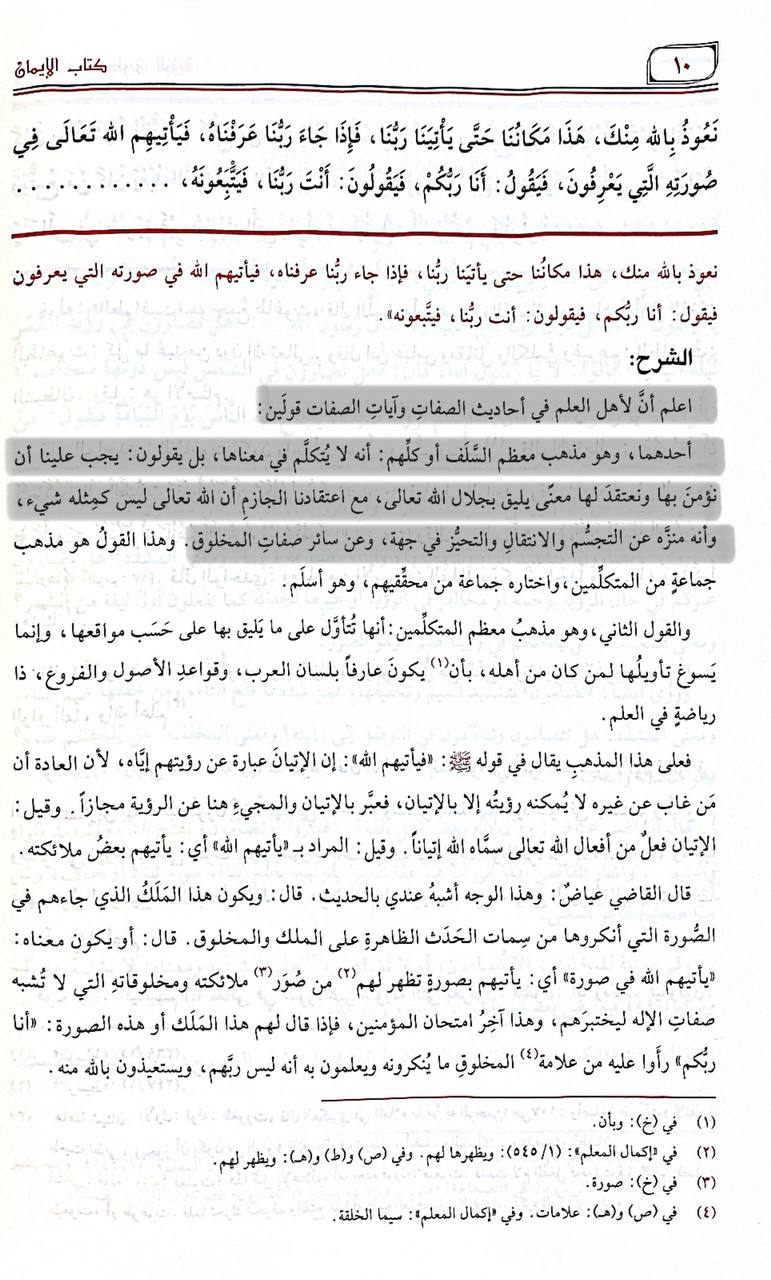 ١٠
كتاب الإيمان
نَعُوذُ بِالله مِنْكَ، هَذَا مَكَانُنَا حَتَّى يَأْتِيَنَا رَبُّنَا، فَإِذَا جَاءَ رَبُّنَا عَرَفْنَاهُ، فَيَأْتِيهِم الله تَعَالَى فِي
صُورَتِهِ الَّتِي يَعْرِفُونَ، فَيَقُولُ: أَنَا رَبُّكُمْ، فَيَقُولُونَ: أَنْتَ رَبُّنَا، فَيَتَّبِعُونَهُ، . . . . . . . . . . . .
نعوذ بالله منك، هذا مكانُنا حتى يأتيَنا ربُّنا، فإذا جاء ربُّنا عرفناه، فيأتيهم الله في صورته التي يعرفون
فيقول: أنا ربُّكم، فيقولون: أنت ربُّنا، فيتَّبعونه».
الشرح:
اعلم أنَّ لأهل العلم في أحاديث الصفاتِ وآياتِ الصفات قولَين:
أحدهما، وهو مذهب معظم السَّلَف أو كلِّهم: أنه لا يُتكلَّم في معناها، بل يقولون: يجب علينا أن
نؤمنَ بها ونعتقدَ لها معنًى يليق بجلال الله تعالى، مع اعتقادنا الجازمِ أن الله تعالى ليس كمِثله شيء،
وأنه منزَّه عن التجسُّم والانتقالِ والتحيُّز في جهة، وعن سائر صفاتِ المخلوق. وهذا القولُ هو مذهب
جماعةٍ من المتكلِّمين،واختاره جماعة من محقِّقيهم، وهو أسلَم.
والقول الثاني،وهو مذهبُ معظم المتكلِّمين:أنها تُتأوَّل على ما يَليق بها على حَسَب مواقعها، وإنما
يَسوغ تأويلُها لمن كان من أهله، بأن(١) يكونَ عارفاً بلسان العرب، وقواعدِ الأصول والفروع، ذا
رياضةٍ في العلم.
فعلى هذا المذهبِ يقال في قوله ﷺ: «فيأتيهم الله»: إن الإتيانَ عبارة عن رؤيتهم إيَّاه، لأن العادة أن
مَن غاب عن غيره لا يُمكنه رؤيتُه إلا بالإتيان، فعبَّر بالإتيان والمجيءِ هنا عن الرؤية مجازاً. وقيل:
الإتيان فعلٌ من أفعال الله تعالى سمَّاه الله إتياناً. وقيل: المراد بـ «يأتيهم الله» أي: يأتيهم بعضُ ملائكته.
قال القاضي عياضٌ: وهذا الوجه أشبهُ عندي بالحديث. قال: ويكون هذا المَلَكُ الذي جاءهم في
الصُّورة التي أنكروها من سِمات الحَدَث الظاهرةِ على الملك والمخلوق. قال: أو يكون معناه:
«يأتيهم الله في صورة» أي: يأتيهم بصورةٍ تظهر لهم(٢) من صُوَر(٣) ملائكته ومخلوقاتهِ التي لا تُشبه
صفاتِ الإله ليختبرَهم، وهذا آخِرُ امتحان المؤمنين، فإذا قال لهم هذا المَلَك أو هذه الصورة: «أنا
ربُّكم» رأَوا عليه من علامة(٤) المخلوقِ ما يُنكرونه ويعلمون به أنه ليس ربَّهم، ويستعيذون بالله منه.
(١) في (خ): وبأن.
(٢) في «إكمال المعلم»: (١/ ٥٤٥): ويظهرها لهم. وفي (ص) و(ط) و(هـ): ويظهر لهم.
(٣) في (خ): صورة.
(٤) في (ص) و(هـ): علامات. وفي «إكمال المعلم»: سيما الخلقة.